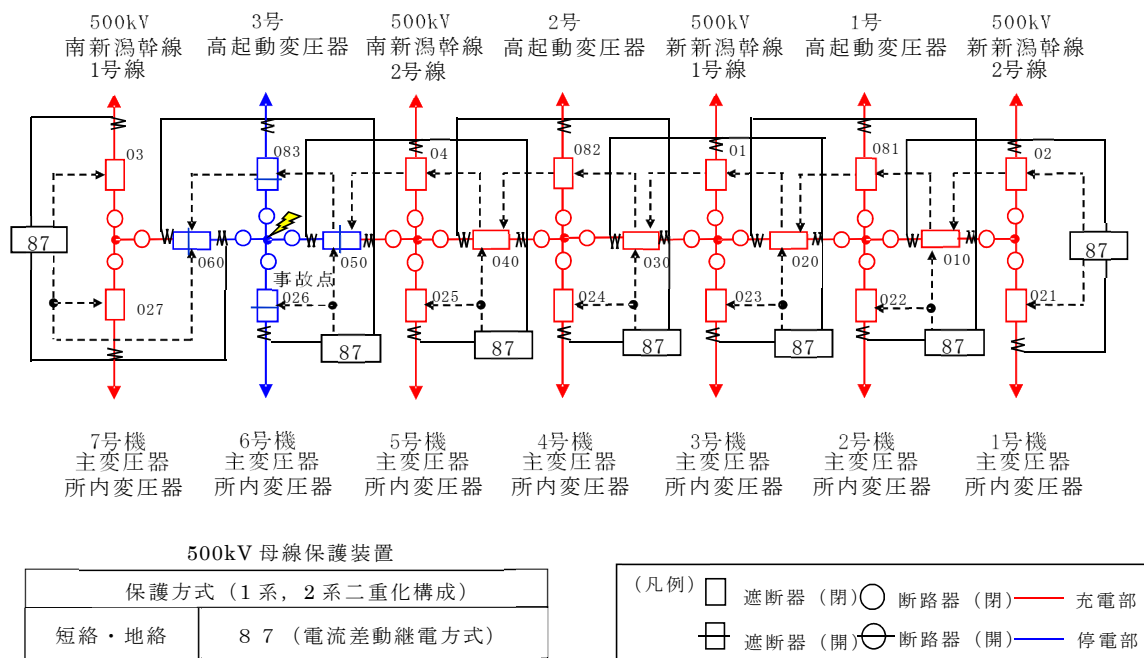 500kV
南新潟幹線
1号線
3号
高起動変圧器
500kV
南新潟幹線
2号線
2号
高起動変圧器
500kV
新新潟幹線
1号線
1号
高起動変圧器
500kV
新新潟幹線
2号線
03
083
04
082
01
081
02
87
060
050
040
030
020
010
87
事故点
027
026
025
024
023
022
021
87
87
87
87
87
7号機
主変圧器
所内変圧器
6号機
主変圧器
所内変圧器
5号機
主変圧器
所内変圧器
4号機
主変圧器
所内変圧器
3号機
主変圧器
所内変圧器
2号機
主変圧器
所内変圧器
1号機
主変圧器
所内変圧器
500kV 母線保護装置
保護方式（1系，2系二重化構成）
短絡・地絡
８７（電流差動継電方式）
（凡例）
遮断器（閉）
断路器（閉）
充電部
遮断器（開）
断路器（開）
停電部